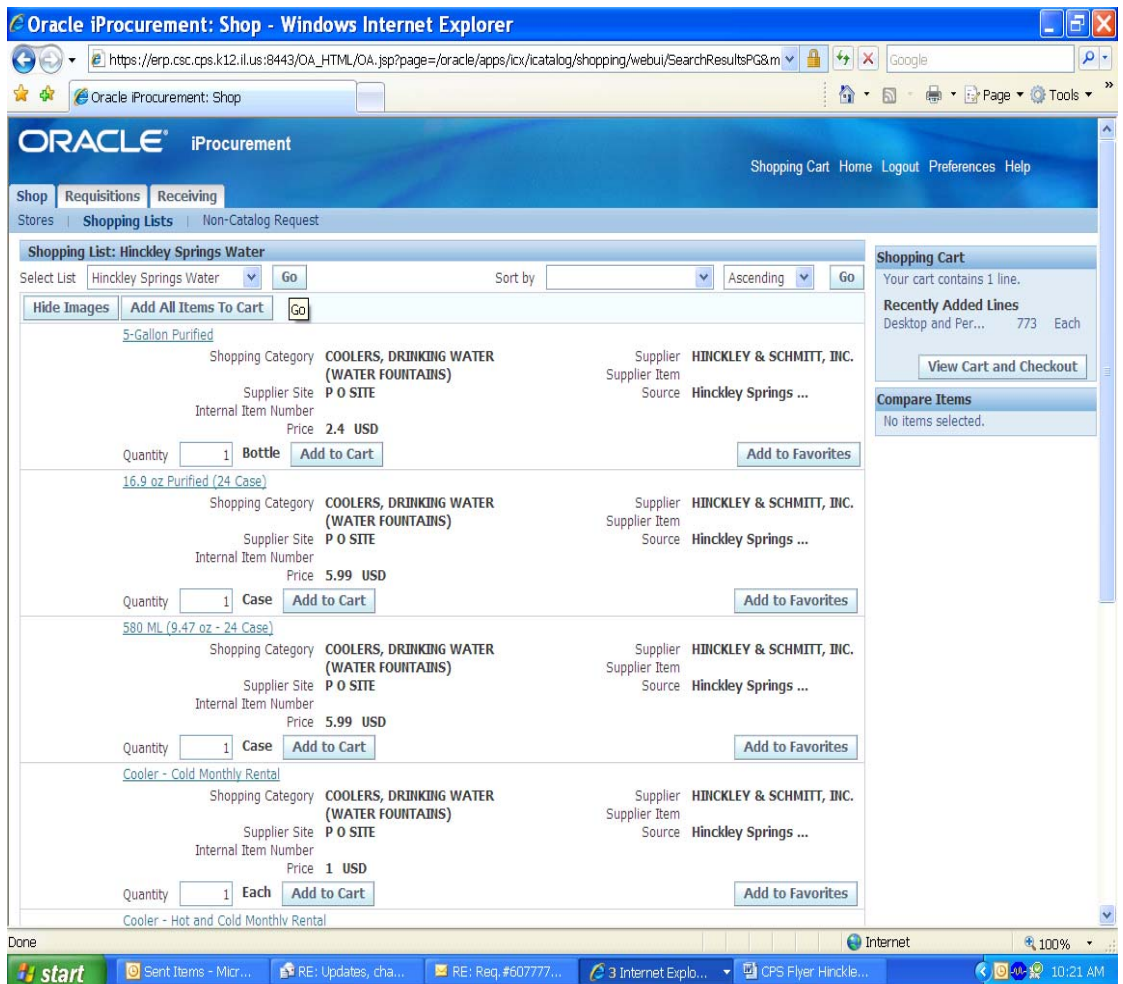 Oracle iProcurement: Shop - Windows Internet Explorer
https://erp.csc.cps.k12.il.us:8443/OA_HTML/OA.jsp?page=/oracle/apps/icx/icatalog/shopping/webui/SearchResultsPG&m
Google
Oracle iProcurement: Shop
Page Tools »
ORACLE® iProcurement
Shopping Cart Home Logout Preferences Help
Shop Requisitions Receiving
Stores | Shopping Lists | Non-Catalog Request
Shopping List: Hinckley Springs Water
Select List Hinckley Springs Water Go Sort by Ascending Go
Hide Images Add All Items To Cart Go
5-Gallon Purified
Shopping Category COOLERS, DRINKING WATER Supplier HINCKLEY & SCHMITT, INC.
(WATER FOUNTAINS) Supplier Item
Supplier Site P O SITE Source Hinckley Springs ...
Internal Item Number
Price 2.4 USD
Quantity 1 Bottle Add to Cart Add to Favorites
16.9 oz Purified (24 Case)
Shopping Category COOLERS, DRINKING WATER Supplier HINCKLEY & SCHMITT, INC.
(WATER FOUNTAINS) Supplier Item
Supplier Site P O SITE Source Hinckley Springs ...
Internal Item Number
Price 5.99 USD
Quantity 1 Case Add to Cart Add to Favorites
580 ML (9.47 oz - 24 Case)
Shopping Category COOLERS, DRINKING WATER Supplier HINCKLEY & SCHMITT, INC.
(WATER FOUNTAINS) Supplier Item
Supplier Site P O SITE Source Hinckley Springs ...
Internal Item Number
Price 5.99 USD
Quantity 1 Case Add to Cart Add to Favorites
Cooler - Cold Monthly Rental
Shopping Category COOLERS, DRINKING WATER Supplier HINCKLEY & SCHMITT, INC.
(WATER FOUNTAINS) Supplier Item
Supplier Site P O SITE Source Hinckley Springs ...
Internal Item Number
Price 1 USD
Quantity 1 Each Add to Cart Add to Favorites
Cooler - Hot and Cold Monthly Rental
Shopping Cart
Your cart contains 1 line.
Recently Added Lines
Desktop and Per... 773 Each
View Cart and Checkout
Compare Items
No items selected.
Done Internet 100%
start Sent Items - Micr... RE: Updates, cha... RE: Req.#607777... 3 Internet Explo... CPS Flyer Hinckle... 10:21 AM